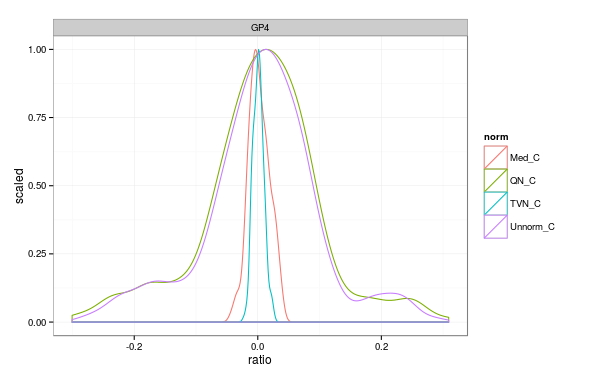 GP4
1.00
0.75
0.50
0.25
0.00
scaled
-0.2
0.0
0.2
ratio
norm
Med_C
QN_C
TVN_C
Unnorm_C